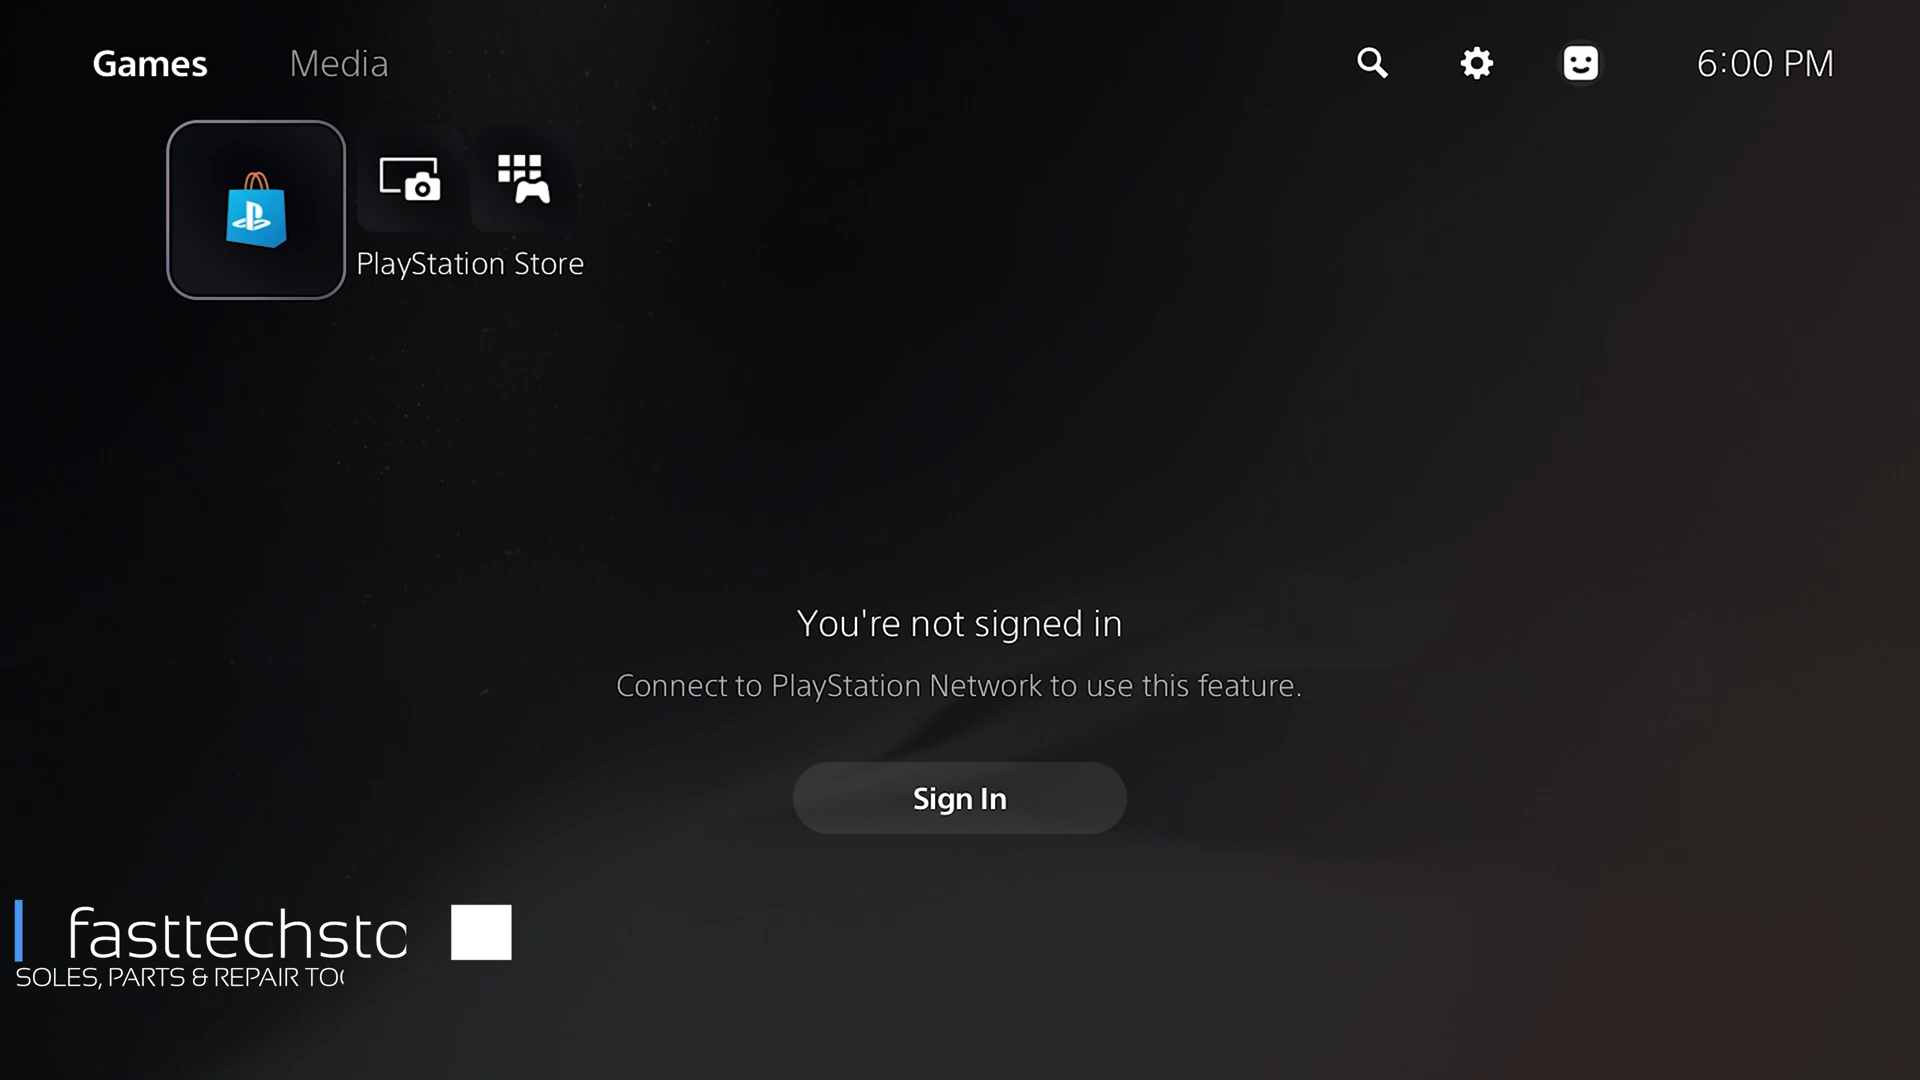 Games
Media
6:00 PM
PlayStation Store
You're not signed in
Connect to PlayStation Network to use this feature.
Sign In
fasttechsto
SOLES, PARTS & REPAIR TO